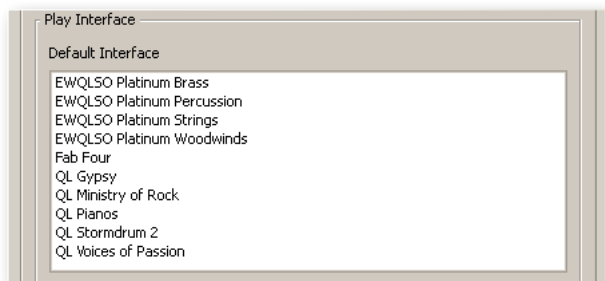 Play Interface
Default Interface
EWQLSO Platinum Brass
EWQLSO Platinum Percussion
EWQLSO Platinum Strings
EWQLSO Platinum Woodwinds
Fab Four
QL Gypsy
QL Ministry of Rock
QL Pianos
QL Stormdrum 2
QL Voices of Passion